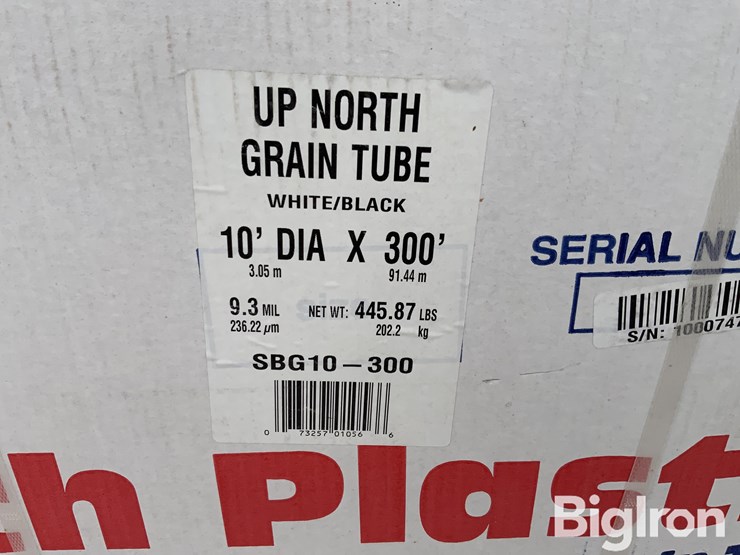 UP NORTH
GRAIN TUBE
WHITE/BLACK
10' DIA X 300'
3.05 m 91.44 m
9.3 MIL NET WT: 445.87 LBS
236.22 µm 202.2 kg
SBG10-300
0 73257 01056 6
SERIAL NU
S/N: 1000747
h Plast
BigIron